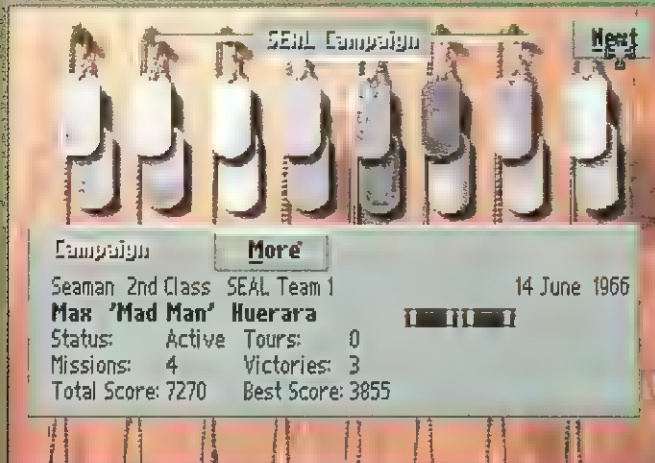 SEAL Campaign
Next
Campaign More
Seaman 2nd Class SEAL Team 1 14 June 1966
Max 'Mad Man' Huerara
Status: Active Tours: 0
Missions: 4 Victories: 3
Total Score: 7270 Best Score: 3855